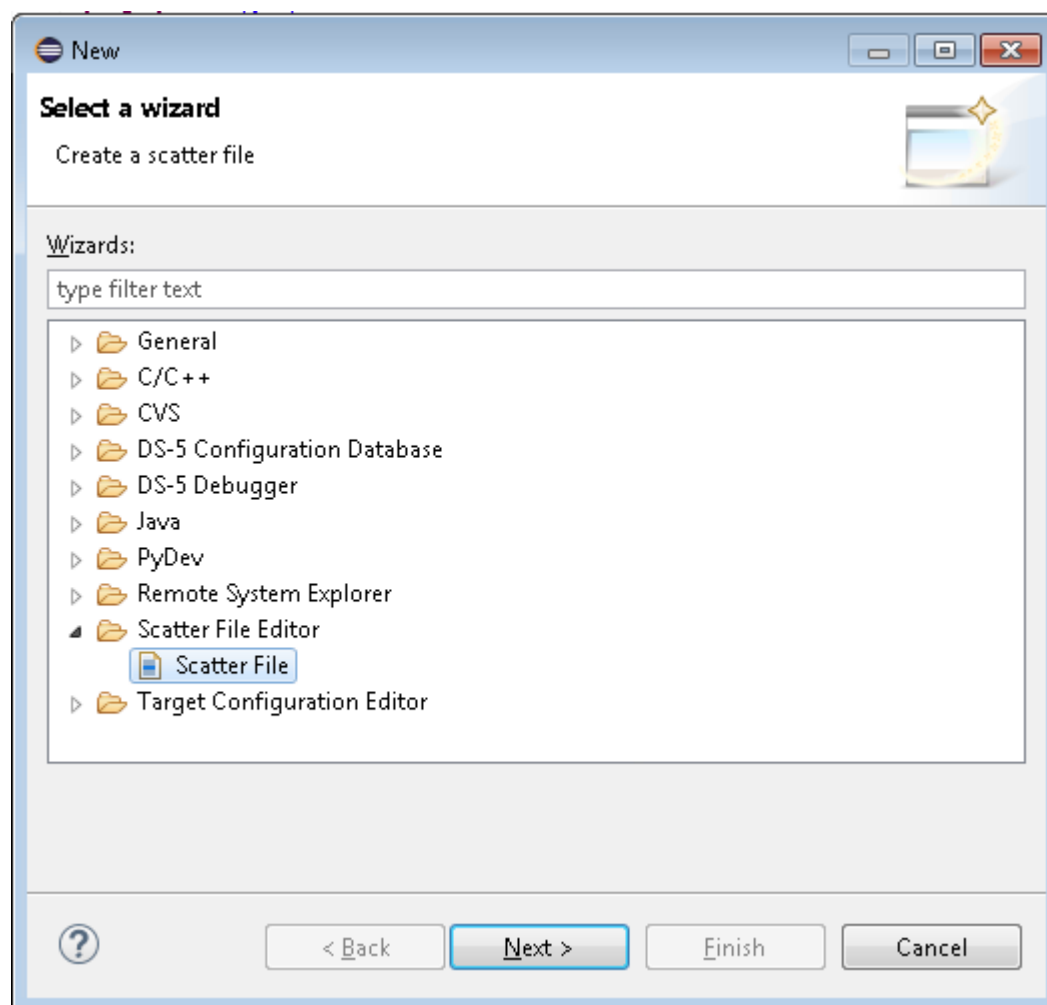 New
Select a wizard
Create a scatter file
Wizards:
type filter text
General
C/C++
CVS
DS-5 Configuration Database
DS-5 Debugger
Java
PyDev
Remote System Explorer
Scatter File Editor
Scatter File
Target Configuration Editor
? < Back Next > Finish Cancel